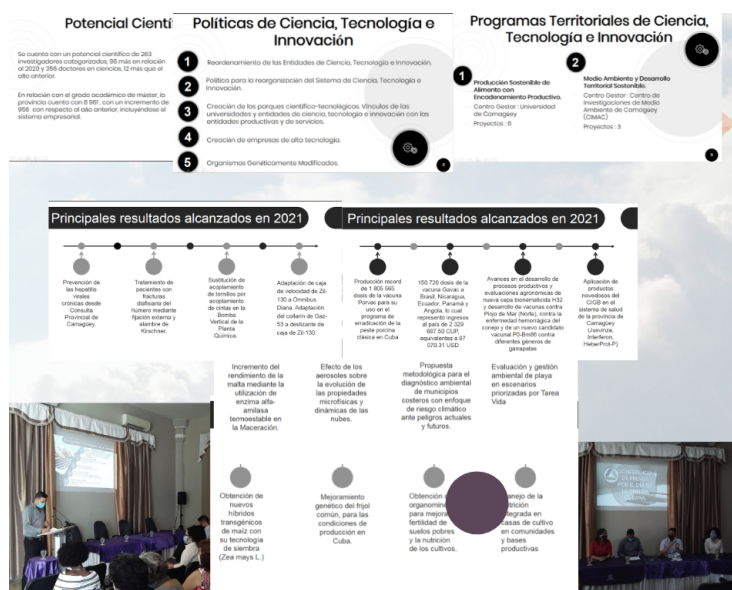 Potencial Cientí
Se cuenta con un potencial científico de 263
investigadores categorizados, 96 más en relación
al 2020 y 356 doctores en ciencias, 12 más que el
año anterior.
En relación con el grado académico de máster, la
provincia cuenta con 8 961, con un incremento de
956 con respecto al año anterior, incluyéndose el
sistema empresarial.
Políticas de Ciencia, Tecnología e
Innovación
1 Reordenamiento de las Entidades de Ciencia, Tecnología e Innovación.
2 Política para la reorganización del Sistema de Ciencia, Tecnología e
Innovación.
3 Creación de los parques científico-tecnológicos. Vínculos de las
universidades y entidades de ciencia, tecnología e innovación con las
entidades productivas y de servicios.
4 Creación de empresas de alta tecnología.
5 Organismos Genéticamente Modificados.
Programas Territoriales de Ciencia,
Tecnología e Innovación
1
Producción Sostenible de
Alimento con
Encadenamiento Productivo.
Centro Gestor: Universidad
de Camagüey
Proyectos: 6
2
Medio Ambiente y Desarrollo
Territorial Sostenible.
Centro Gestor: Centro de
Investigaciones de Medio
Ambiente de Camagüey
(CIMAC)
Proyectos: 3
Principales resultados alcanzados en 2021
Prevención de
las hepatitis
virales
crónicas desde
Consulta
Provincial de
Camagüey.
Tratamiento de
pacientes con
fracturas
diafisaria del
húmero mediante
fijación externa y
alambre de
Kirschner.
Sustitución de
acoplamiento
de tornillos por
acoplamiento
de cintas en la
Bomba
Vertical de la
Planta
Química.
Adaptación de caja
de velocidad de Zil-
130 a Ómnibus
Diana. Adaptación
del collarín de Gaz-
53 a deslizante de
caja de Zil-130
Principales resultados alcanzados en 2021
Producción record
de 1 805 565
dosis de la vacuna
Porvac para su
uso en el
programa de
erradicación de la
peste porcina
clásica en Cuba
150 720 dosis de la
vacuna Gavac a
Brasil, Nicaragua,
Ecuador, Panamá y
Angola, lo cual
representó ingresos
al país de 2 329
687.50 CUP,
equivalentes a 97
070.31 USD
Avances en el desarrollo de
procesos productivos y
evaluaciones agronómicas de
nueva cepa bionematicida H32
y desarrollo de vacunas contra
Piojo de Mar (Norte), contra la
enfermedad hemorrágica del
conejo y de un nuevo candidato
vacunal P0-Bm86 contra
diferentes géneros de
garrapatas
Aplicación de
productos
novedosos del
CIGB en el
sistema de salud
de la provincia de
Camagüey
(Jusvinza,
Interferon,
HeberProt-P)
Incremento del
rendimiento de la
malta mediante la
utilización de
enzima alfa-
amilasa
termoestable en
la Maceración.
Efecto de los
aerosoles sobre
la evolución de
las propiedades
microfísicas y
dinámicas de las
nubes.
Propuesta
metodológica para el
diagnóstico ambiental
de municipios
costeros con enfoque
de riesgo climático
ante peligros actuales
y futuros.
Evaluación y gestión
ambiental de playa
en escenarios
priorizadas por Tarea
Vida
Obtención de
nuevos
híbridos
transgénicos
de maíz con
su tecnología
de siembra
(Zea mays L.)
Mejoramiento
genético del frijol
común, para las
condiciones de
producción en
Cuba.
Obtención
organomine
para mejora
fertilidad de
suelos pobres
y la nutrición
de los cultivos.
anejo de la
trición
tegrada en
casas de cultivo
en comunidades
y bases
productivas
CONFERENCIA
DE PRENSA
POR EL DÍA DE
LA CIENCIA